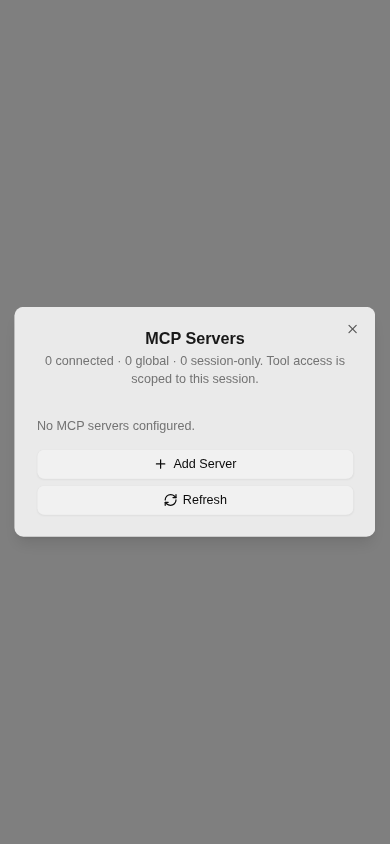 MCP Servers
0 connected · 0 global · 0 session-only. Tool access is
scoped to this session.
No MCP servers configured.
Add Server
Refresh